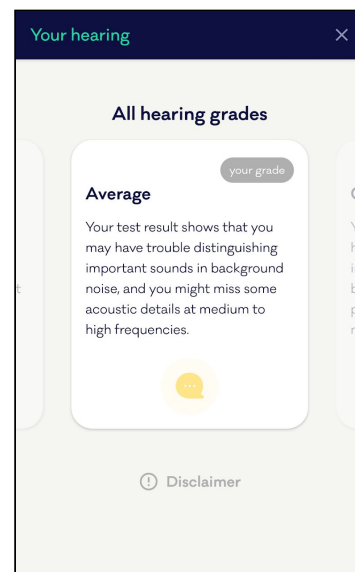 Your hearing
All hearing grades
your grade
Average
Your test result shows that you
may have trouble distinguishing
important sounds in background
noise, and you might miss some
acoustic details at medium to
high frequencies.
Disclaimer